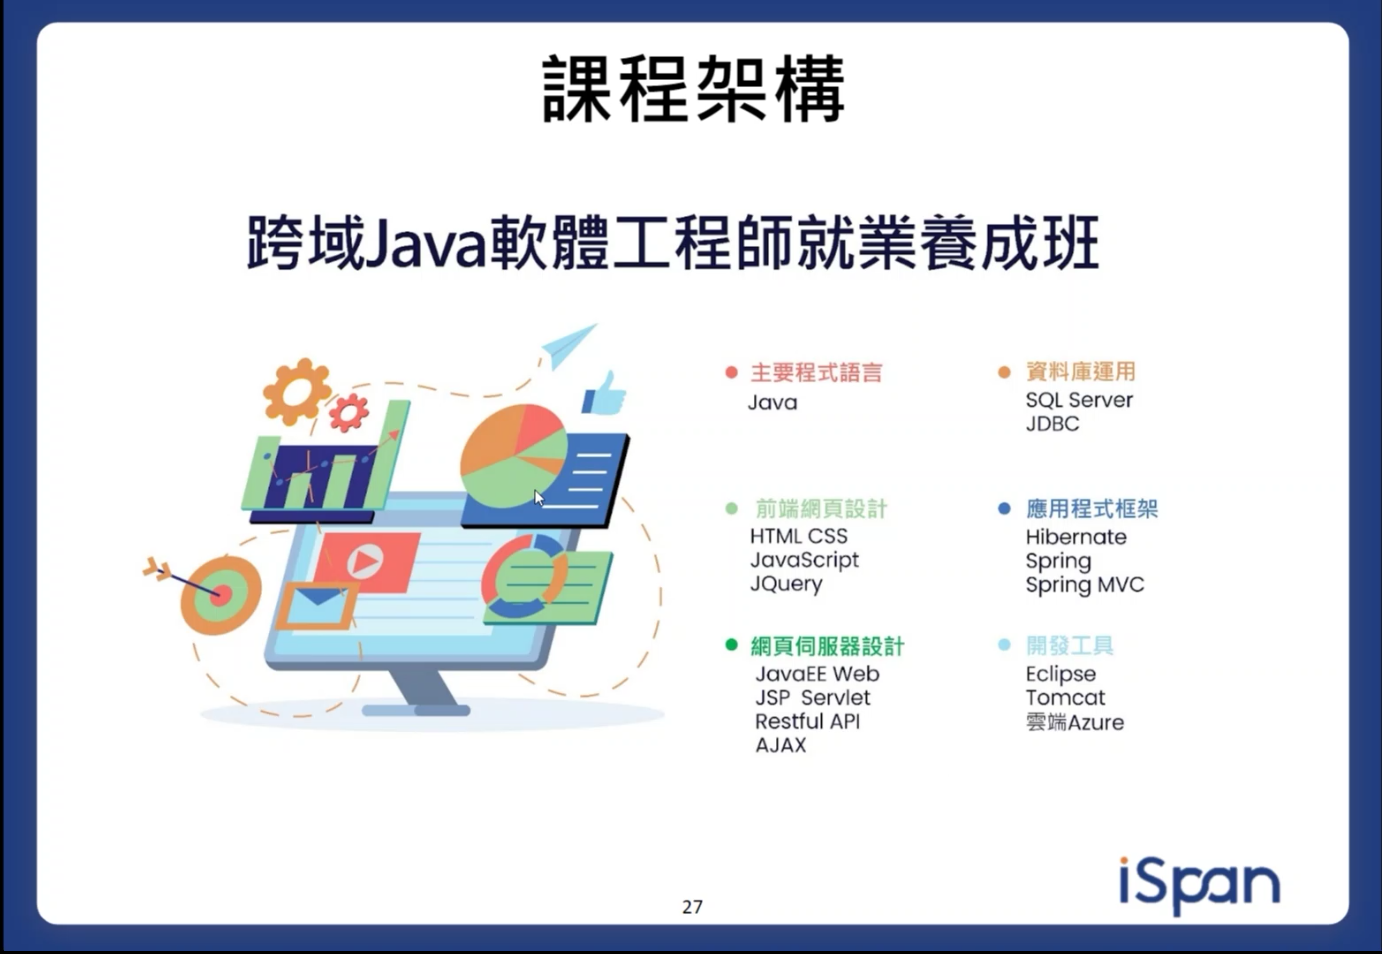 課程架構
跨域Java軟體工程師就業養成班
主要程式語言
Java
資料庫運用
SQL Server
JDBC
前端網頁設計
HTML CSS
JavaScript
JQuery
應用程式框架
Hibernate
Spring
Spring MVC
網頁伺服器設計
JavaEE Web
JSP Servlet
Restful API
AJAX
開發工具
Eclipse
Tomcat
雲端Azure
iSpan
27